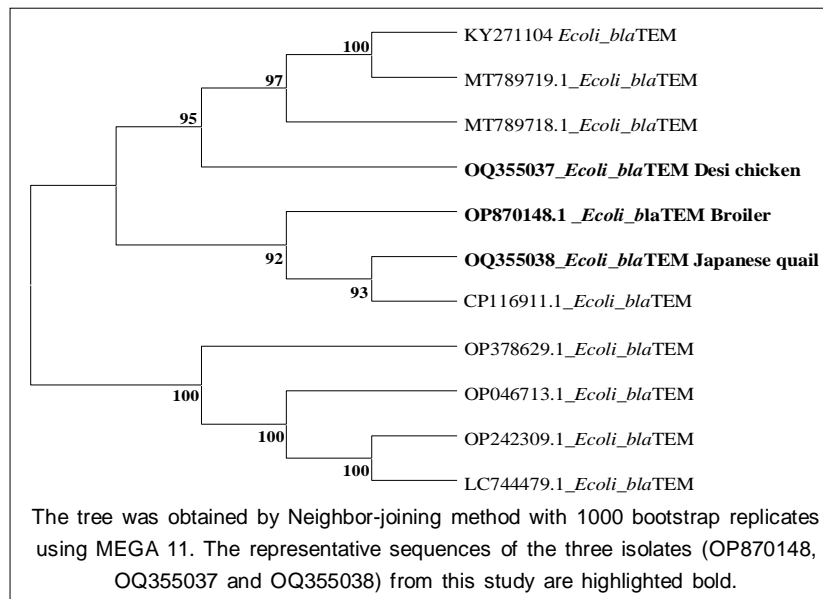 KY271104 Ecoli_blaTEM
100
MT789719.1_Ecoli_blaTEM
97
MT789718.1_Ecoli_blaTEM
95
OQ355037_Ecoli_blaTEM Desi chicken
OP870148.1 _Ecoli_blaTEM Broiler
92
OQ355038_Ecoli_blaTEM Japanese quail
93
CP116911.1_Ecoli_blaTEM
OP378629.1_Ecoli_blaTEM
100
OP046713.1_Ecoli_blaTEM
100
OP242309.1_Ecoli_blaTEM
100
LC744479.1_Ecoli_blaTEM
The tree was obtained by Neighbor-joining method with 1000 bootstrap replicates
using MEGA 11. The representative sequences of the three isolates (OP870148,
OQ355037 and OQ355038) from this study are highlighted bold.